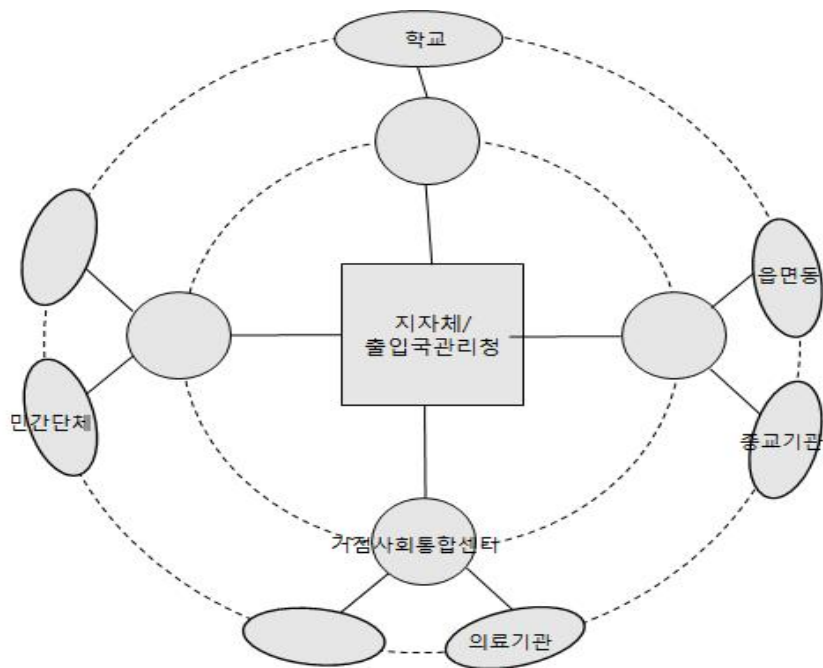 학교
읍면동
지자체/
출입국관리청
민간단체
종교기관
거점사회통합센터
의료기관